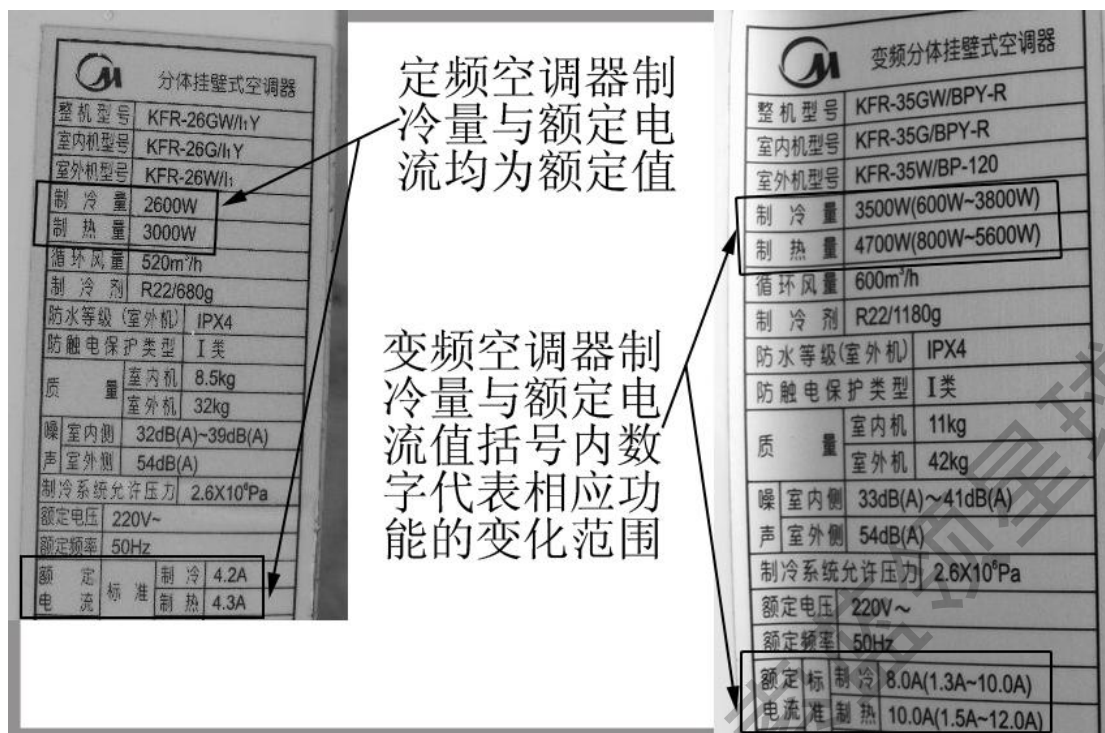 分体挂壁式空调器
整机型号 KFR-26GW/I1Y
室内机型号 KFR-26G/I1Y
室外机型号 KFR-26W/I1
制冷量 2600W
制热量 3000W
循环风量 520m³/h
制冷剂 R22/680g
防水等级(室外机) IPX4
防触电保护类型 I类
质量 室内机 8.5kg
室外机 32kg
噪声 室内侧 32dB(A)~39dB(A)
室外侧 54dB(A)
制冷系统允许压力 2.6X10⁶Pa
额定电压 220V~
额定频率 50Hz
额定电流 标准 制冷 4.2A
制热 4.3A
定频空调器制
冷量与额定电
流均为额定值
变频空调器制
冷量与额定电
流值括号内数
字代表相应功
能的变化范围
变频分体挂壁式空调器
整机型号 KFR-35GW/BPY-R
室内机型号 KFR-35G/BPY-R
室外机型号 KFR-35W/BP-120
制冷量 3500W(600W~3800W)
制热量 4700W(800W~5600W)
循环风量 600m³/h
制冷剂 R22/1180g
防水等级(室外机) IPX4
防触电保护类型 I类
质量 室内机 11kg
室外机 42kg
噪声 室内侧 33dB(A)~41dB(A)
室外侧 54dB(A)
制冷系统允许压力 2.6X10⁶Pa
额定电压 220V~
额定频率 50Hz
额定电流 标准 制冷 8.0A(1.3A~10.0A)
制热 10.0A(1.5A~12.0A)